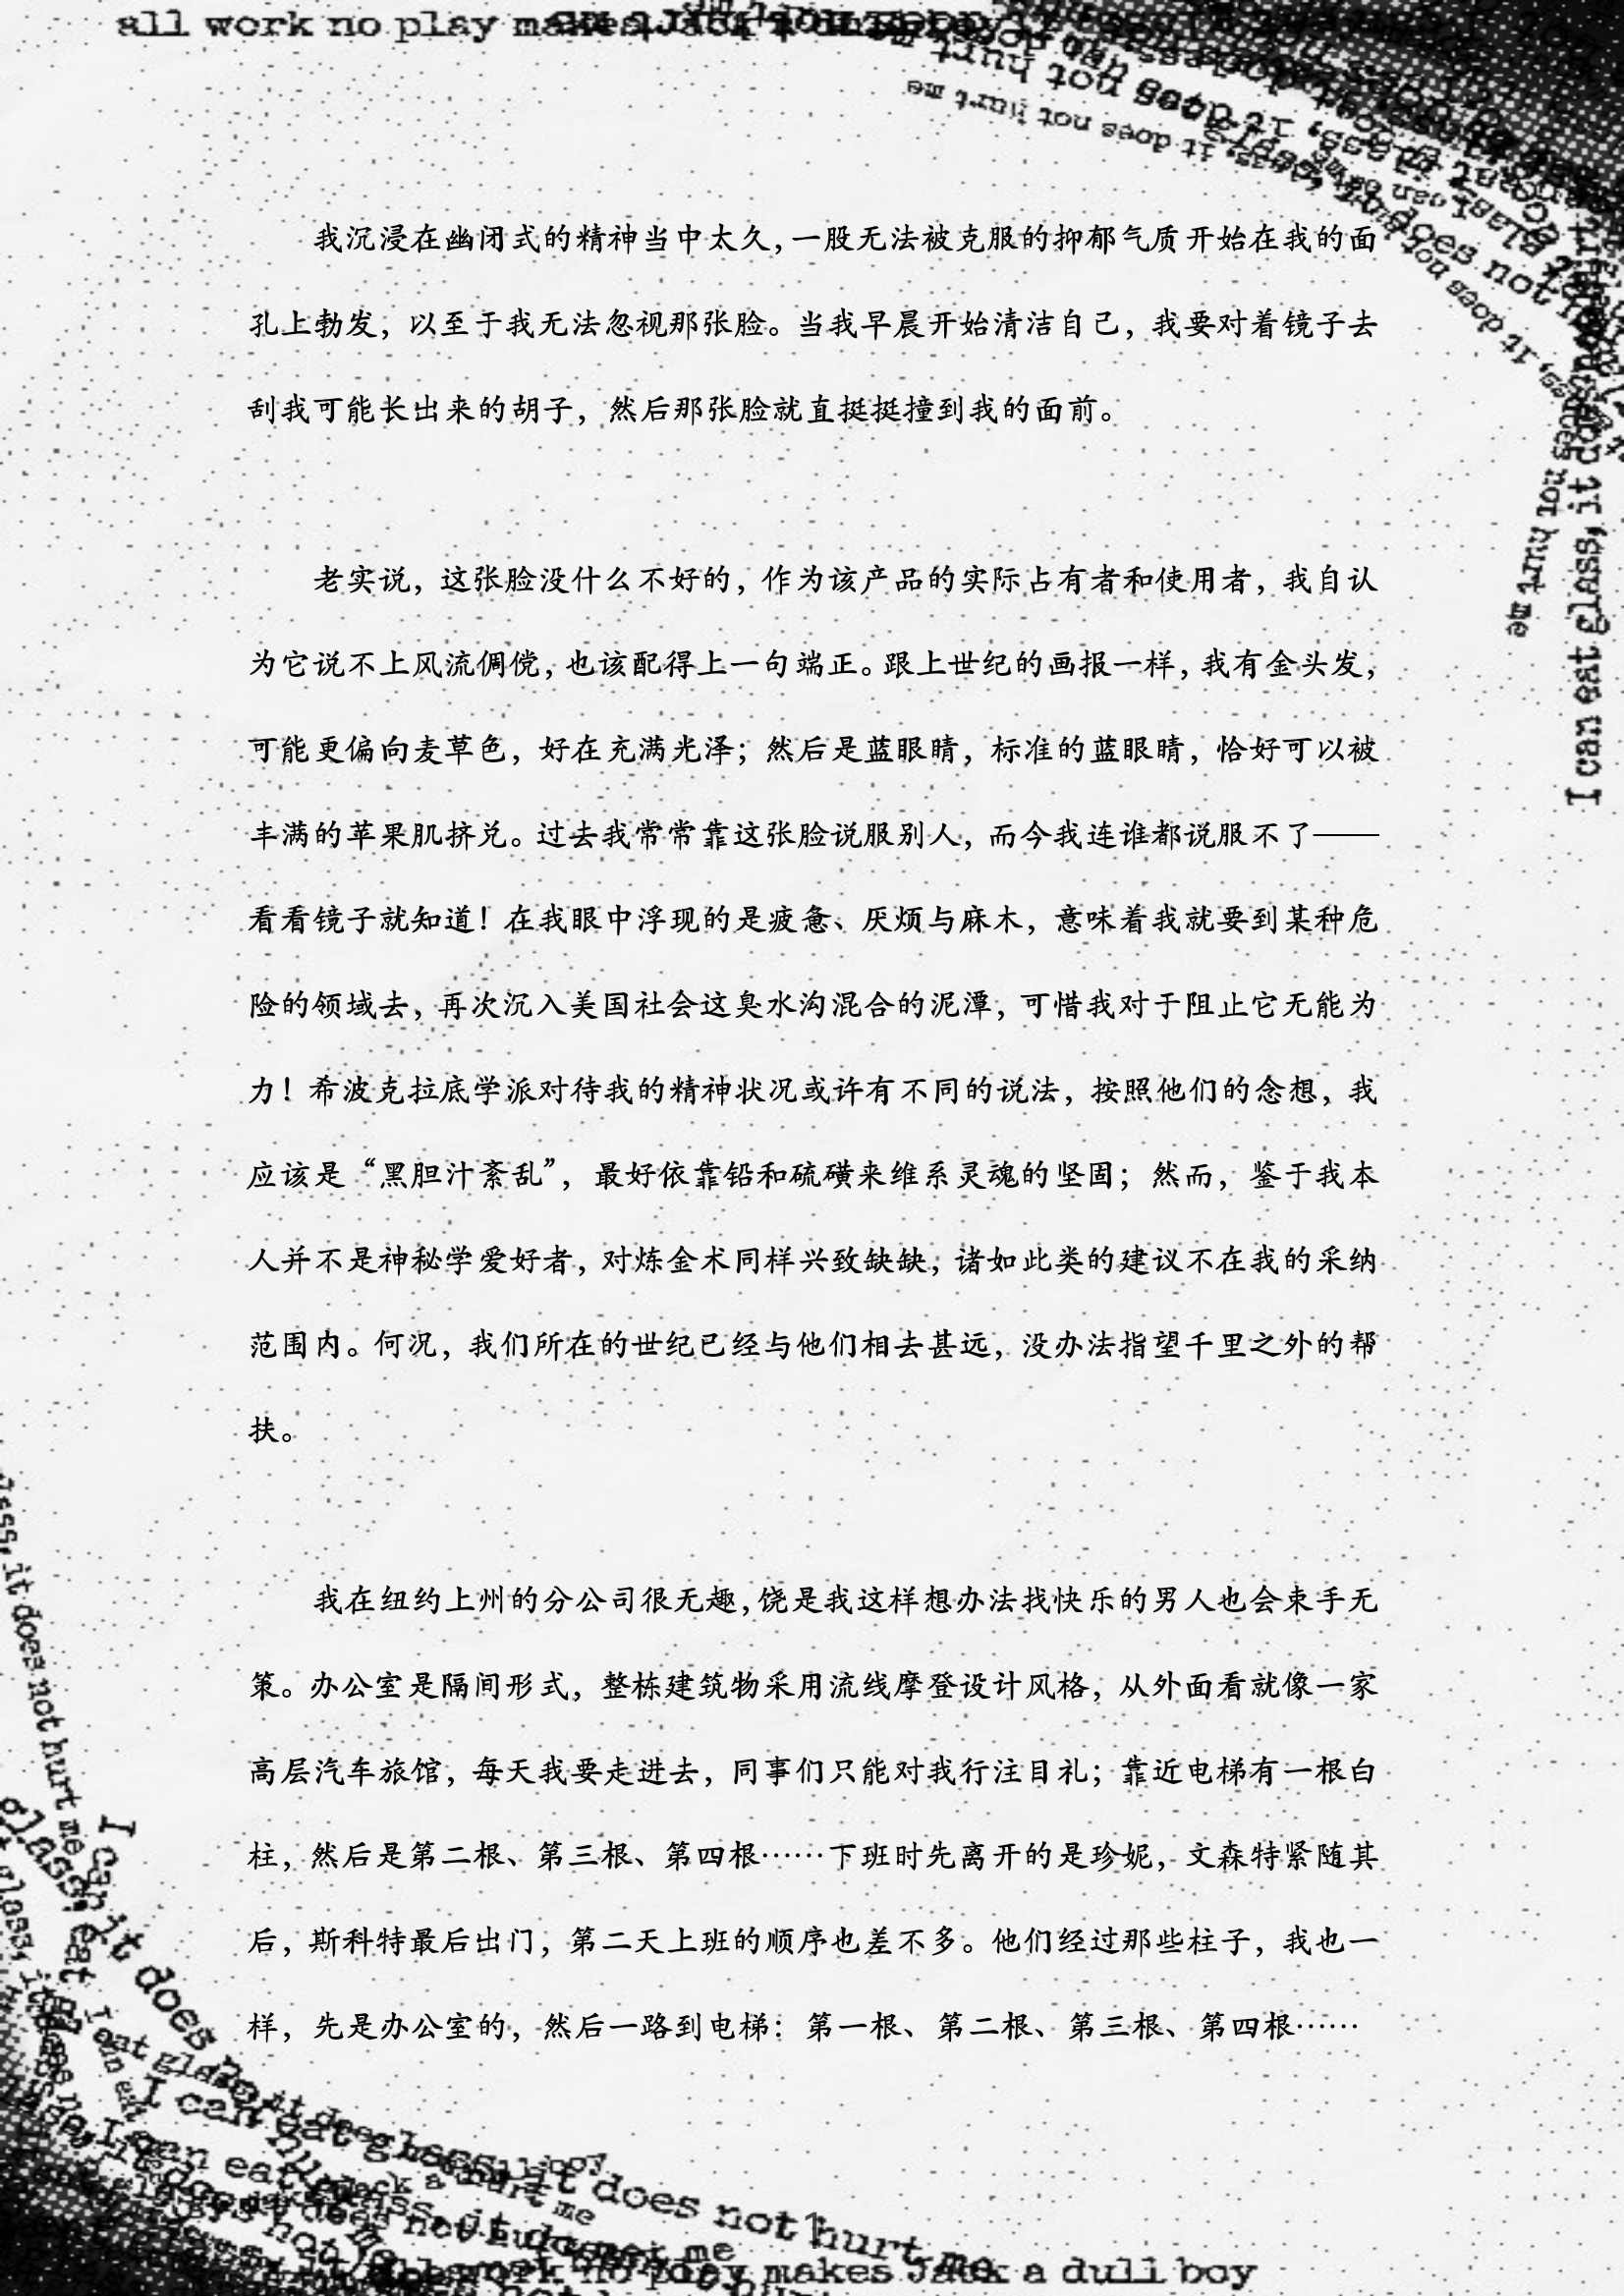 all work no play makes Jack a dull
it does not hurt me
does not hurt
I can eat glass, it does not hurt
我沉浸在幽闭式的精神当中太久，一股无法被克服的抑郁气质开始在我的面
孔上勃发，以至于我无法忽视那张脸。当我早晨开始清洁自己，我要对着镜子去
刮我可能长出来的胡子，然后那张脸就直挺挺撞到我的面前。
老实说，这张脸没什么不好的，作为该产品的实际占有者和使用者，我自认
为它说不上风流倜傥，也该配得上一句端正。跟上世纪的画报一样，我有金头发，
可能更偏向麦草色，好在充满光泽；然后是蓝眼睛，标准的蓝眼睛，恰好可以被
丰满的苹果肌挤兑。过去我常常靠这张脸说服别人，而今我连谁都说服不了——
看看镜子就知道！在我眼中浮现的是疲惫、厌烦与麻木，意味着我就要到某种危
险的领域去，再次沉入美国社会这臭水沟混合的泥潭，可惜我对于阻止它无能为
力！希波克拉底学派对待我的精神状况或许有不同的说法，按照他们的念想，我
应该是“黑胆汁紊乱”，最好依靠铅和硫磺来维系灵魂的坚固；然而，鉴于我本
人并不是神秘学爱好者，对炼金术同样兴致缺缺，诸如此类的建议不在我的采纳
范围内。何况，我们所在的世纪已经与他们相去甚远，没办法指望千里之外的帮
扶。
我在纽约上州的分公司很无趣，饶是我这样想办法找快乐的男人也会束手无
策。办公室是隔间形式，整栋建筑物采用流线摩登设计风格，从外面看就像一家
高层汽车旅馆，每天我要走进去，同事们只能对我行注目礼；靠近电梯有一根白
柱，然后是第二根、第三根、第四根……下班时先离开的是珍妮，文森特紧随其
后，斯科特最后出门，第二天上班的顺序也差不多。他们经过那些柱子，我也一
样，先是办公室的，然后一路到电梯：第一根、第二根、第三根、第四根……
glass, it does not hurt me
I can eat glass, it does not hurt me
makes Jack a dull boy
1